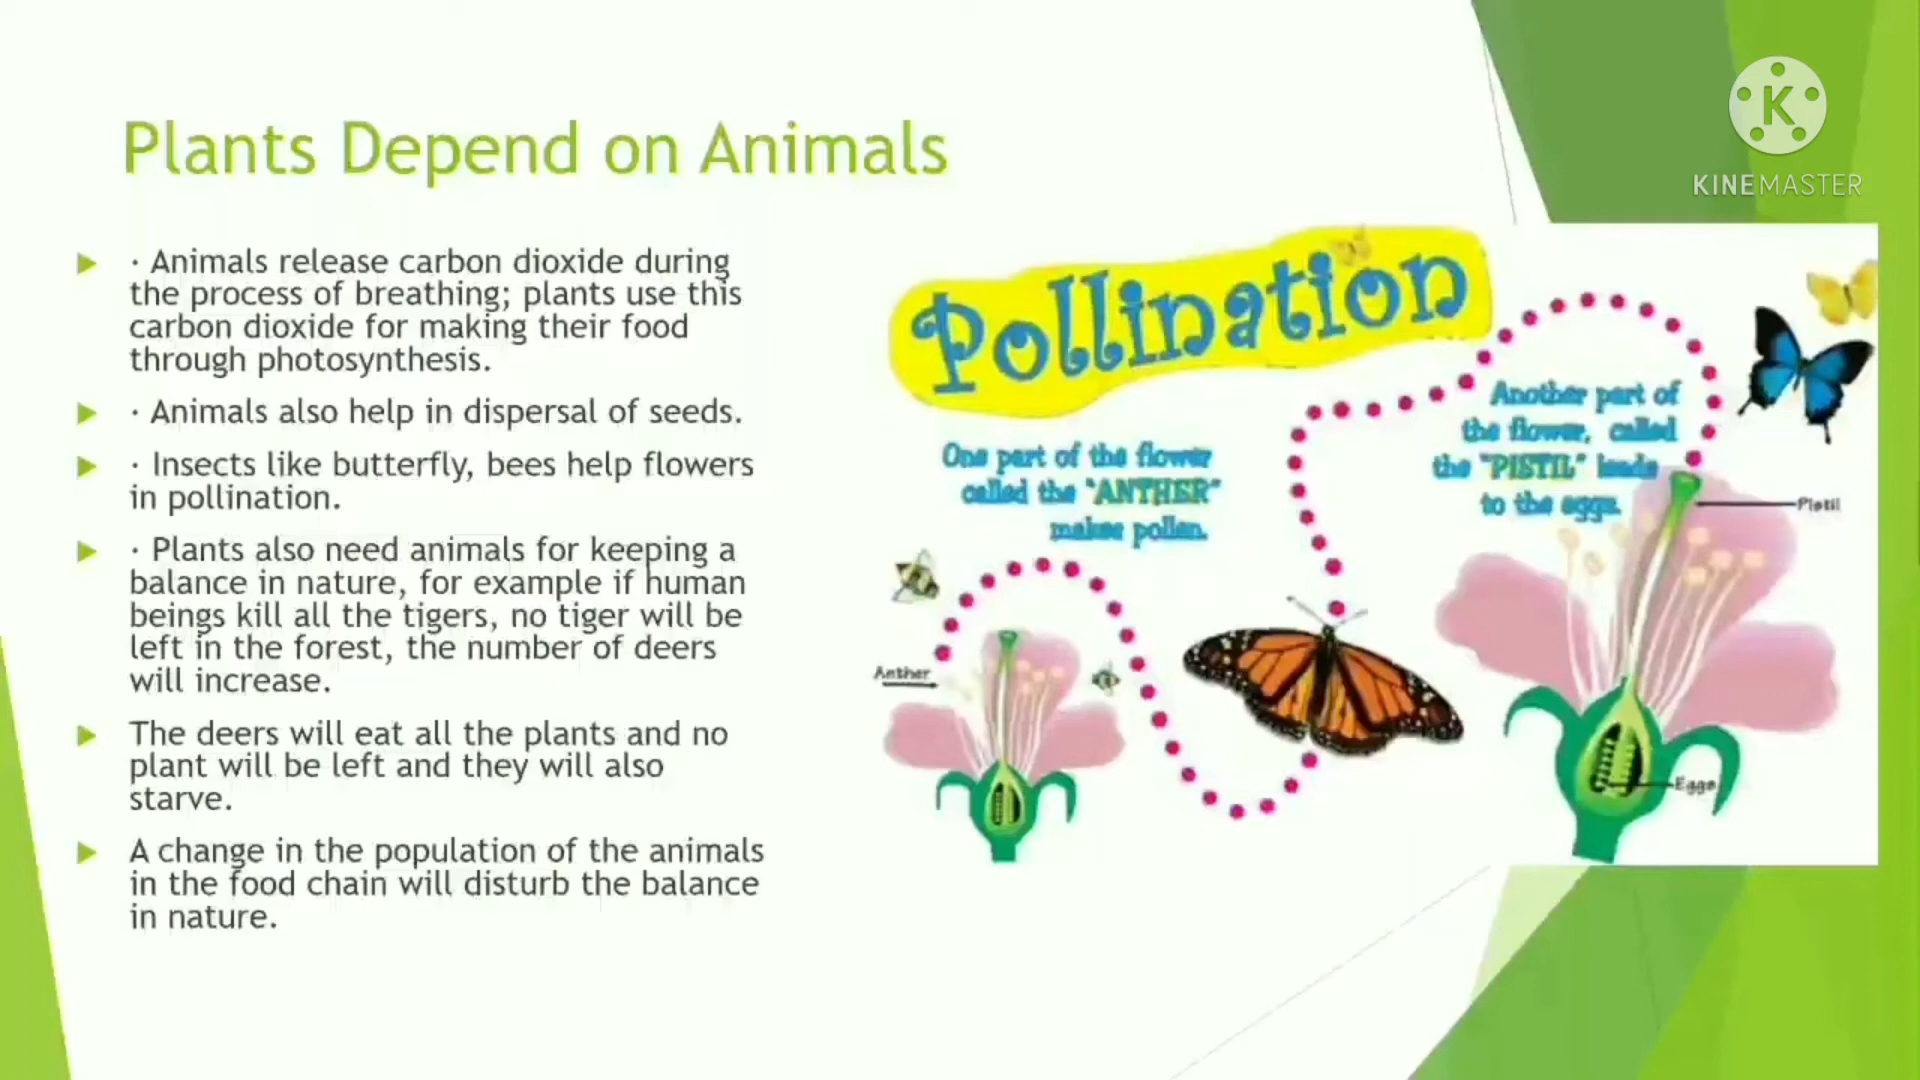 Plants Depend on Animals
· Animals release carbon dioxide during
the process of breathing; plants use this
carbon dioxide for making their food
through photosynthesis.
· Animals also help in dispersal of seeds.
· Insects like butterfly, bees help flowers
in pollination.
· Plants also need animals for keeping a
balance in nature, for example if human
beings kill all the tigers, no tiger will be
left in the forest, the number of deers
will increase.
The deers will eat all the plants and no
plant will be left and they will also
starve.
A change in the population of the animals
in the food chain will disturb the balance
in nature.
KINEMASTER
Pollination
One part of the flower
called the "ANTHER"
makes pollen.
Another part of
the flower, called
the "PISTIL" leads
to the eggs.
Pistil
Anther
Eggs